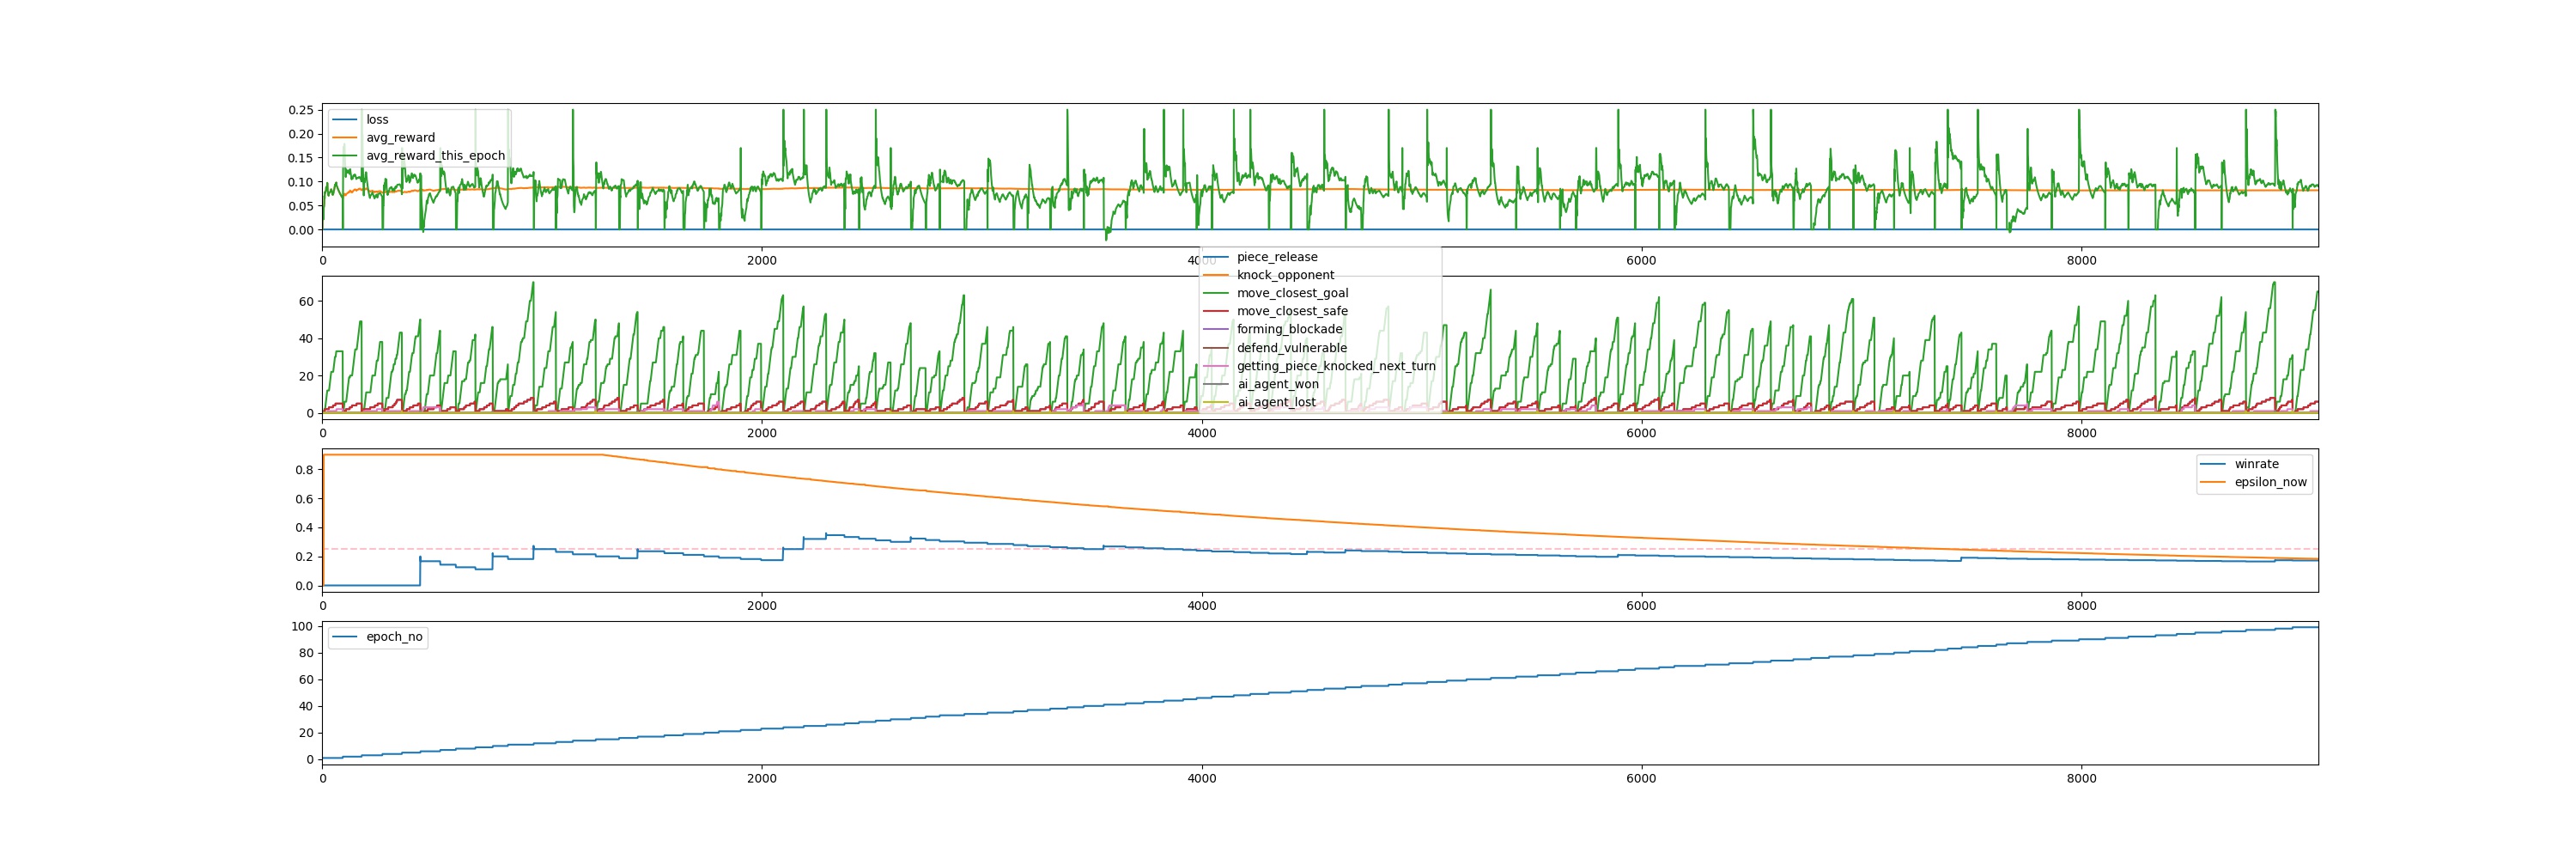 0.25
0.20
0.15
0.10
0.05
0.00
loss
avg_reward
avg_reward_this_epoch
0 2000 4000 6000 8000
60
40
20
0
piece_release
knock_opponent
move_closest_goal
move_closest_safe
forming_blockade
defend_vulnerable
getting_piece_knocked_next_turn
ai_agent_won
ai_agent_lost
0 2000 4000 6000 8000
0.8
0.6
0.4
0.2
0.0
winrate
epsilon_now
0 2000 4000 6000 8000
100
80
60
40
20
0
epoch_no
0 2000 4000 6000 8000